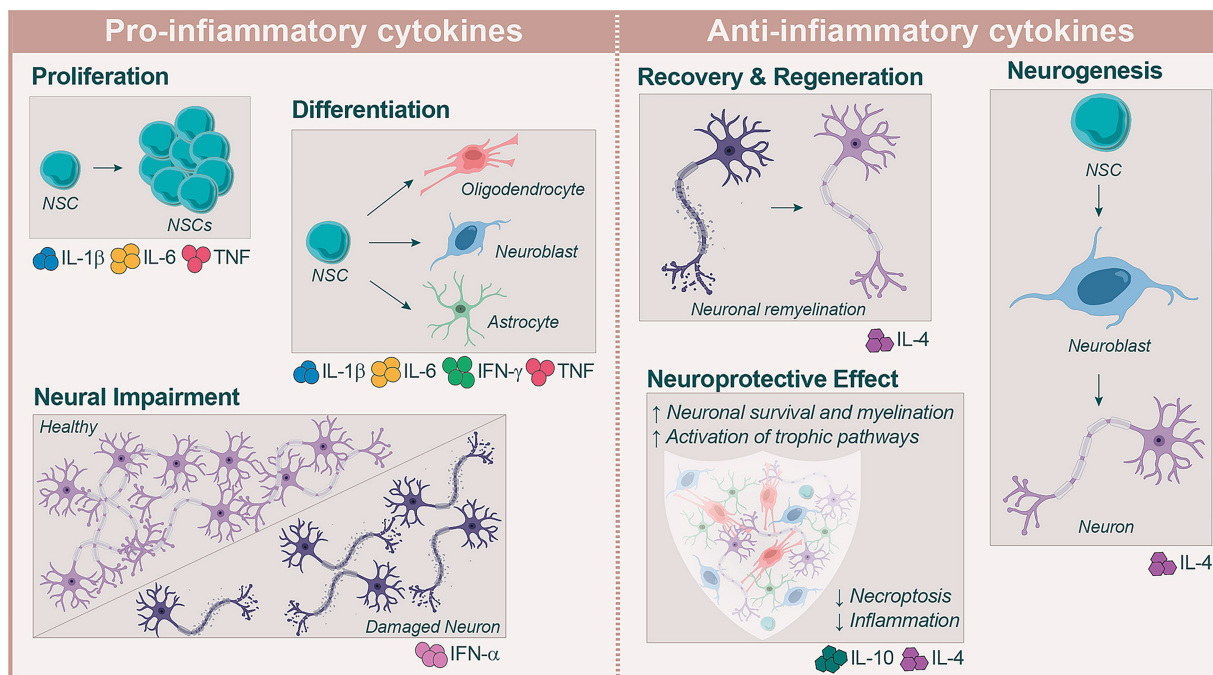 Pro-infiammatory cytokines
Proliferation
NSC
NSCs
IL-1β IL-6 TNF
Differentiation
NSC
Oligodendrocyte
Neuroblast
Astrocyte
IL-1β IL-6 IFN-γ TNF
Neural Impairment
Healthy
Damaged Neuron
IFN-α
Anti-infiammatory cytokines
Recovery & Regeneration
Neuronal remyelination
IL-4
Neuroprotective Effect
↑ Neuronal survival and myelination
↑ Activation of trophic pathways
↓ Necroptosis
↓ Inflammation
IL-10 IL-4
Neurogenesis
NSC
Neuroblast
Neuron
IL-4